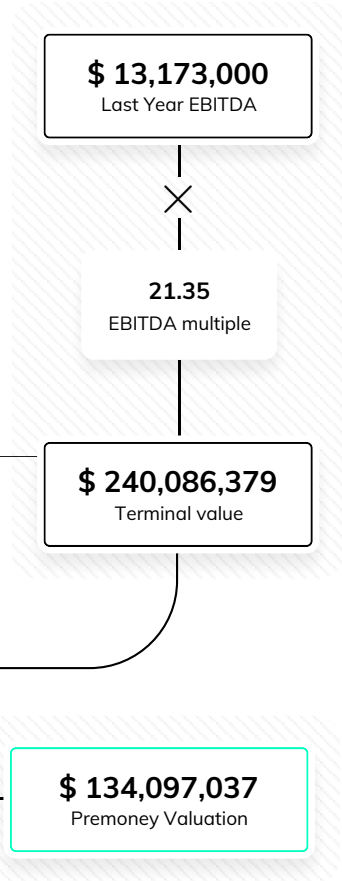 $ 13,173,000
Last Year EBITDA
21.35
EBITDA multiple
$ 240,086,379
Terminal value
$ 134,097,037
Premoney Valuation